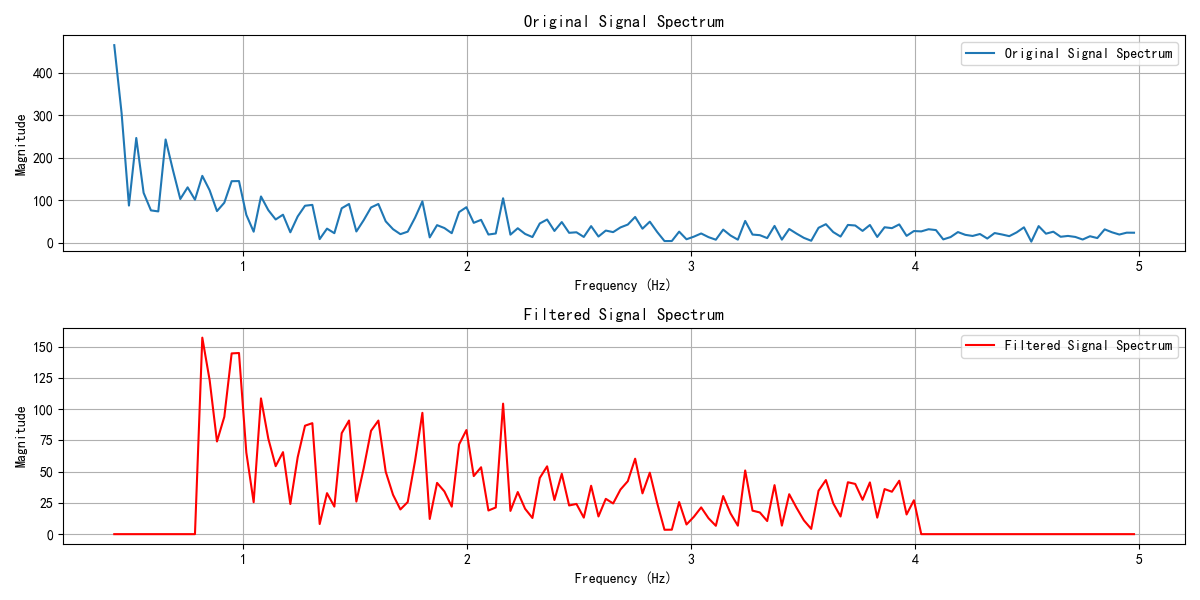 Original Signal Spectrum
Original Signal Spectrum
400
300
200
100
0
Magnitude
1
2
3
4
5
Frequency (Hz)
Filtered Signal Spectrum
Filtered Signal Spectrum
150
125
100
75
50
25
0
Magnitude
1
2
3
4
5
Frequency (Hz)